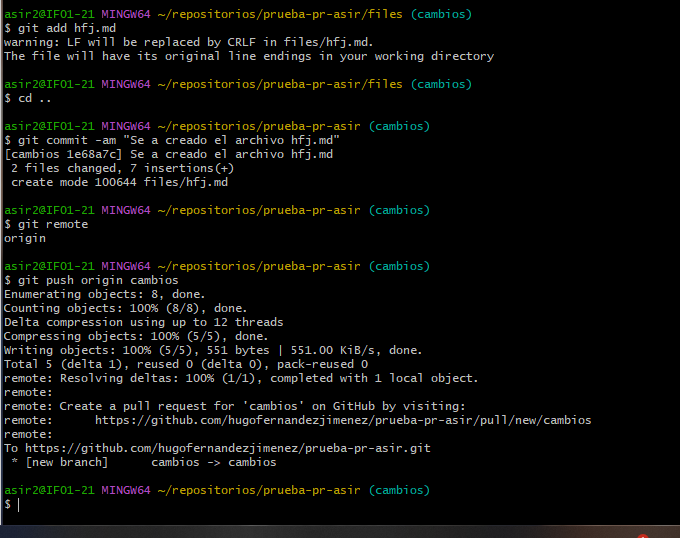 asir2@IFO1-21 MINGW64 ~/repositorios/prueba-pr-asir/files (cambios)
$ git add hfj.md
warning: LF will be replaced by CRLF in files/hfj.md.
The file will have its original line endings in your working directory
asir2@IFO1-21 MINGW64 ~/repositorios/prueba-pr-asir/files (cambios)
$ cd ..
asir2@IFO1-21 MINGW64 ~/repositorios/prueba-pr-asir (cambios)
$ git commit -am "Se a creado el archivo hfj.md"
[cambios 1e68a7c] Se a creado el archivo hfj.md
 2 files changed, 7 insertions(+)
 create mode 100644 files/hfj.md
asir2@IFO1-21 MINGW64 ~/repositorios/prueba-pr-asir (cambios)
$ git remote
origin
asir2@IFO1-21 MINGW64 ~/repositorios/prueba-pr-asir (cambios)
$ git push origin cambios
Enumerating objects: 8, done.
Counting objects: 100% (8/8), done.
Delta compression using up to 12 threads
Compressing objects: 100% (5/5), done.
Writing objects: 100% (5/5), 551 bytes | 551.00 KiB/s, done.
Total 5 (delta 1), reused 0 (delta 0), pack-reused 0
remote: Resolving deltas: 100% (1/1), completed with 1 local object.
remote:
remote: Create a pull request for 'cambios' on GitHub by visiting:
remote:      https://github.com/hugofernandezjimenez/prueba-pr-asir/pull/new/cambios
remote:
To https://github.com/hugofernandezjimenez/prueba-pr-asir.git
 * [new branch]      cambios -> cambios
asir2@IFO1-21 MINGW64 ~/repositorios/prueba-pr-asir (cambios)
$